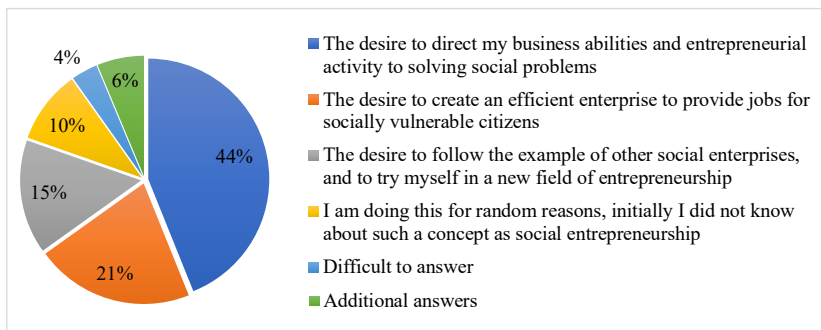 4%
6%
10%
44%
15%
21%
The desire to direct my business abilities and entrepreneurial
activity to solving social problems
The desire to create an efficient enterprise to provide jobs for
socially vulnerable citizens
The desire to follow the example of other social enterprises,
and to try myself in a new field of entrepreneurship
I am doing this for random reasons, initially I did not know
about such a concept as social entrepreneurship
Difficult to answer
Additional answers